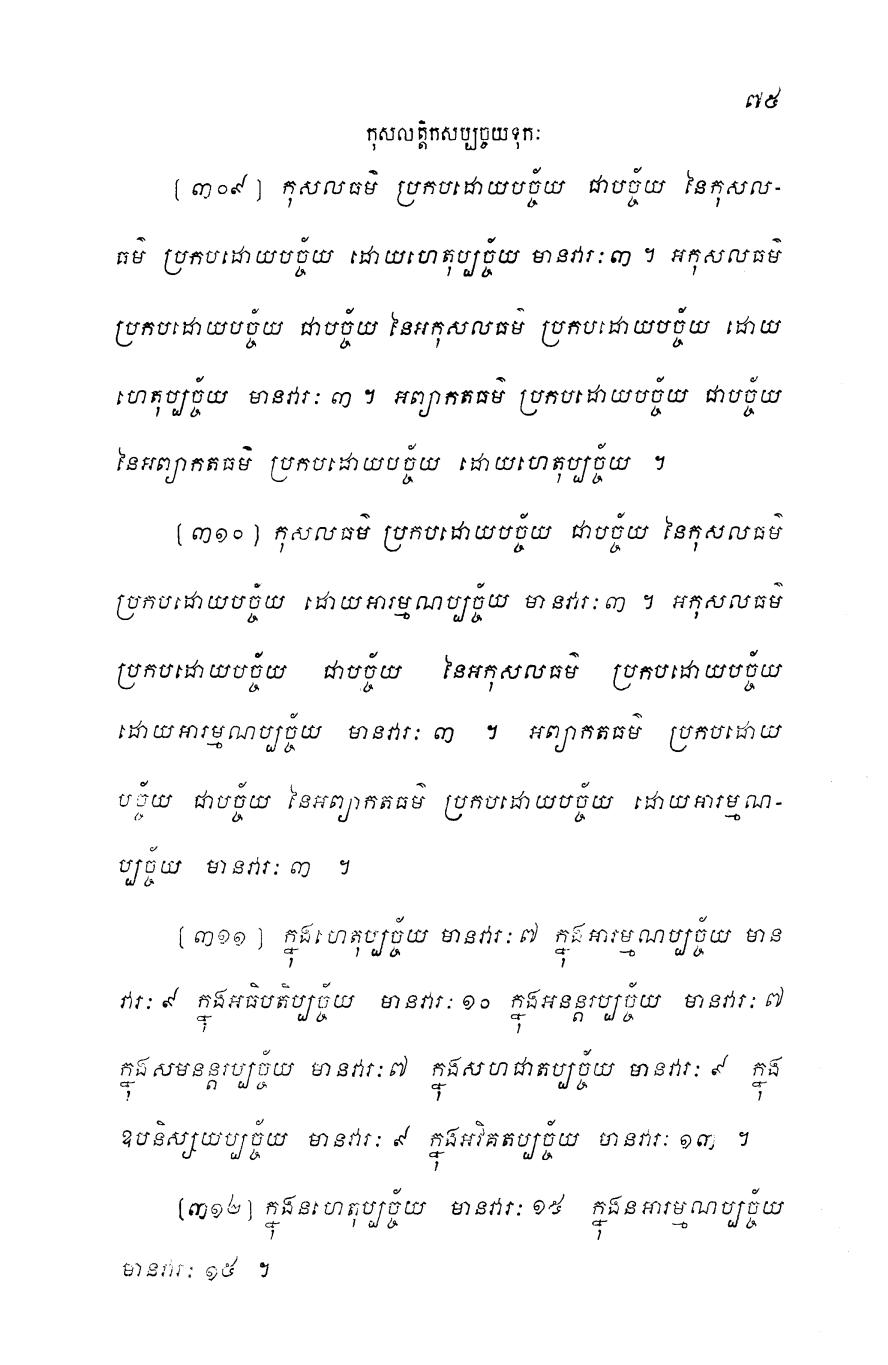 ៧៥
កុសលត្តិកសប្បច្ចយទុកៈ
[៣០៩] កុសលធម៌ ប្រកបដោយបច្ច័យ ជាបច្ច័យ នៃកុសល-
ធម៌ ប្រកបដោយបច្ច័យ ដោយហេតុប្បច្ច័យ មានវារៈ៣ ។ អកុសលធម៌
ប្រកបដោយបច្ច័យ ជាបច្ច័យ នៃអកុសលធម៌ ប្រកបដោយបច្ច័យ ដោយ
ហេតុប្បច្ច័យ មានវារៈ ៣ ។ អព្យាកតធម៌ ប្រកបដោយបច្ច័យ ជាបច្ច័យ
នៃអព្យាកតធម៌ ប្រកបដោយបច្ច័យ ដោយហេតុប្បច្ច័យ ។
[៣១០] កុសលធម៌ ប្រកបដោយបច្ច័យ ជាបច្ច័យ នៃកុសលធម៌
ប្រកបដោយបច្ច័យ ដោយអារម្មណប្បច្ច័យ មានវារៈ៣ ។ អកុសលធម៌
ប្រកបដោយបច្ច័យ ជាបច្ច័យ នៃអកុសលធម៌ ប្រកបដោយបច្ច័យ
ដោយអារម្មណប្បច្ច័យ មានវារៈ ៣ ។ អព្យាកតធម៌ ប្រកបដោយ
បច្ច័យ ជាបច្ច័យ នៃអព្យាកតធម៌ ប្រកបដោយបច្ច័យ ដោយអារម្មណ-
ប្បច្ច័យ មានវារៈ ៣ ។
[៣១១] ក្នុងហេតុប្បច្ច័យ មានវារៈ៧ ក្នុងអារម្មណប្បច្ច័យ មាន
វារៈ ៩ ក្នុងអធិបតិប្បច្ច័យ មានវារៈ ១០ ក្នុងអនន្តរប្បច្ច័យ មានវារៈ ៧
ក្នុងសមនន្តរប្បច្ច័យ មានវារៈ៧ ក្នុងសហជាតប្បច្ច័យ មានវារៈ ៩ ក្នុង
ឧបនិស្សយប្បច្ច័យ មានវារៈ ៩ ក្នុងអវិគតប្បច្ច័យ មានវារៈ ១៣ ។
[៣១២] ក្នុងនហេតុប្បច្ច័យ មានវារៈ ១៥ ក្នុងនអារម្មណប្បច្ច័យ
មានវារៈ ១៥ ។